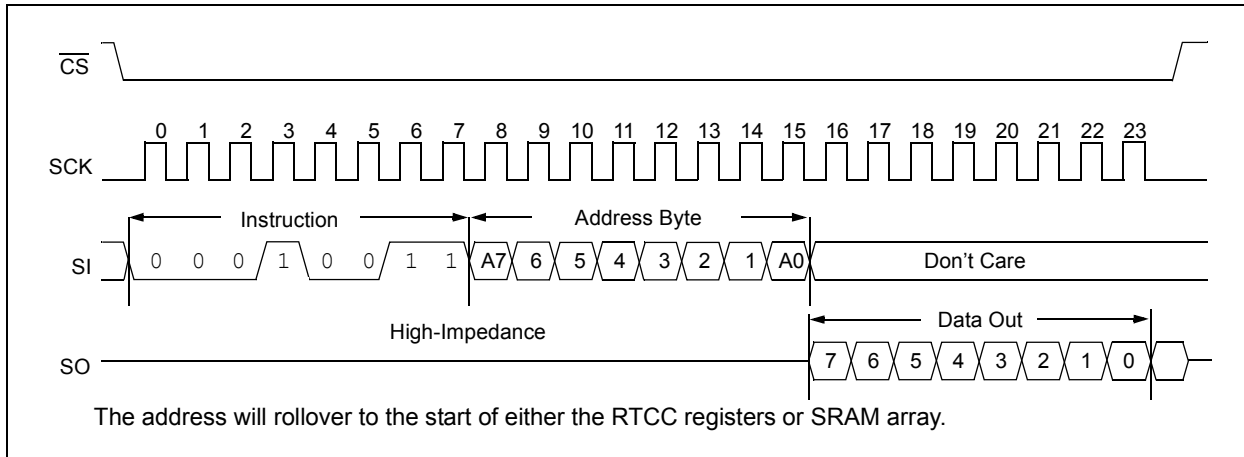 CS
0 1 2 3 4 5 6 7 8 9 10 11 12 13 14 15 16 17 18 19 20 21 22 23
SCK
Instruction Address Byte
SI 0 0 0 1 0 0 1 1 A7 6 5 4 3 2 1 A0 Don't Care
Data Out
High-Impedance
SO 7 6 5 4 3 2 1 0
The address will rollover to the start of either the RTCC registers or SRAM array.